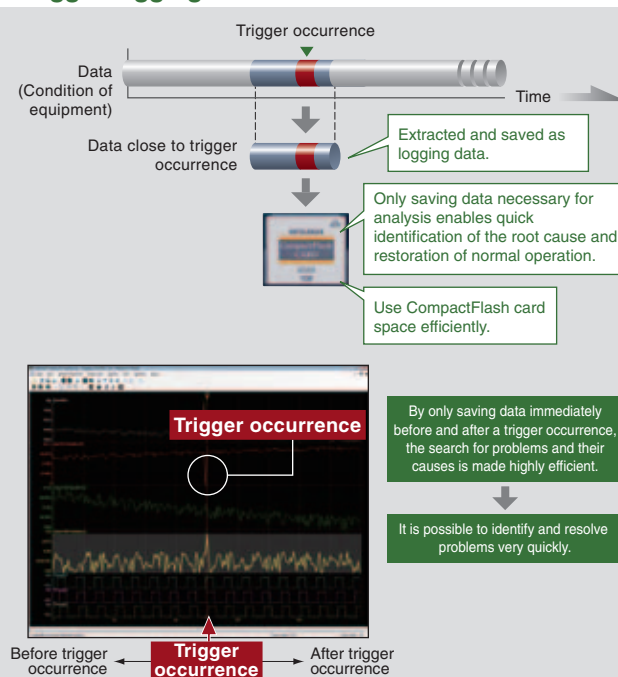 Trigger occurrence
Data
(Condition of
equipment)
Time
Data close to trigger
occurrence
Extracted and saved as
logging data.
Only saving data necessary for
analysis enables quick
identification of the root cause and
restoration of normal operation.
CompactFlash
Use CompactFlash card
space efficiently.
Trigger occurrence
By only saving data immediately
before and after a trigger occurrence,
the search for problems and their
causes is made highly efficient.
It is possible to identify and resolve
problems very quickly.
Before trigger
occurrence
Trigger
occurrence
After trigger
occurrence